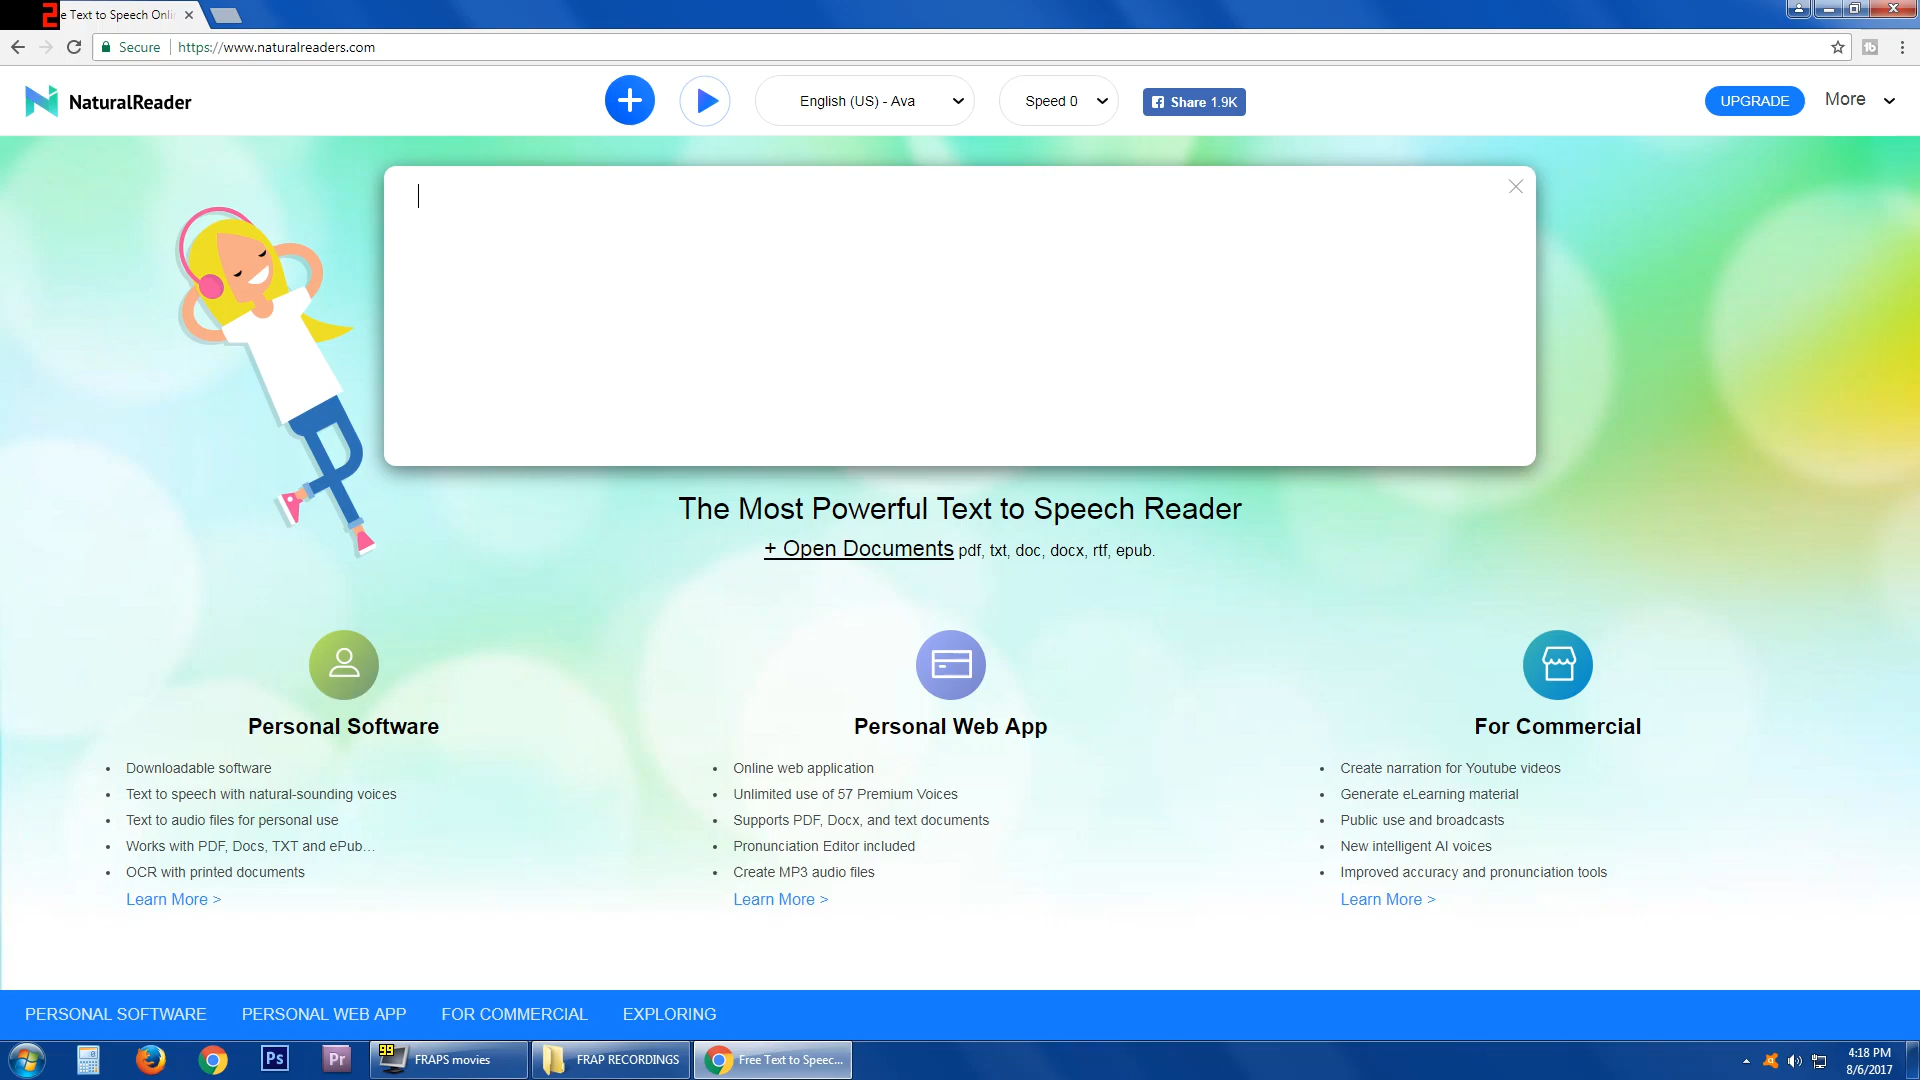 2
e Text to Speech Onli
Secure https://www.naturalreaders.com
NaturalReader
English (US) - Ava
Speed 0
Share 1.9K
UPGRADE
More
The Most Powerful Text to Speech Reader
+ Open Documents pdf, txt, doc, docx, rtf, epub.
Personal Software
Downloadable software
Text to speech with natural-sounding voices
Text to audio files for personal use
Works with PDF, Docs, TXT and ePub...
OCR with printed documents
Learn More >
Personal Web App
Online web application
Unlimited use of 57 Premium Voices
Supports PDF, Docx, and text documents
Pronunciation Editor included
Create MP3 audio files
Learn More >
For Commercial
Create narration for Youtube videos
Generate eLearning material
Public use and broadcasts
New intelligent AI voices
Improved accuracy and pronunciation tools
Learn More >
PERSONAL SOFTWARE PERSONAL WEB APP FOR COMMERCIAL EXPLORING
Ps
Pr
99
FRAPS movies
FRAP RECORDINGS
Free Text to Speec...
4:18 PM
8/6/2017